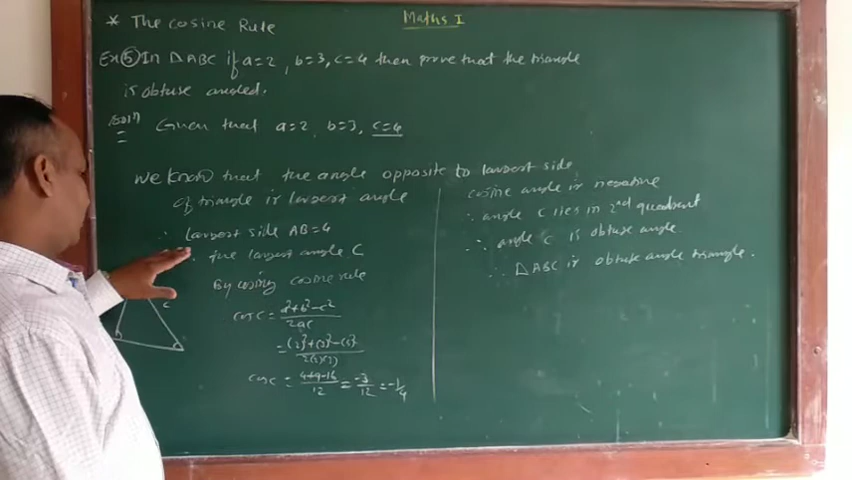 Maths I
* The Cosine Rule
Ex ⑤ In △ABC if a=2, b=3, c=4 then prove that the triangle
is obtuse angled.
Soln Given that a=2, b=3, c=4
We know that the angle opposite to largest side
of triangle is largest angle
∴ largest side AB=4
∴ the largest angle C
By cosing cosine rule
cos C = a²+b²-c² / 2ac
= (2)²+(3)²-(4)² / 2(2)(3)
cos C = 4+9-16 / 12 = -3/12 = -1/4
cosine angle is negative
∴ angle C lies in 2nd quadrant
∴ angle C is obtuse angle
∴ △ABC is obtuse angle triangle.
c